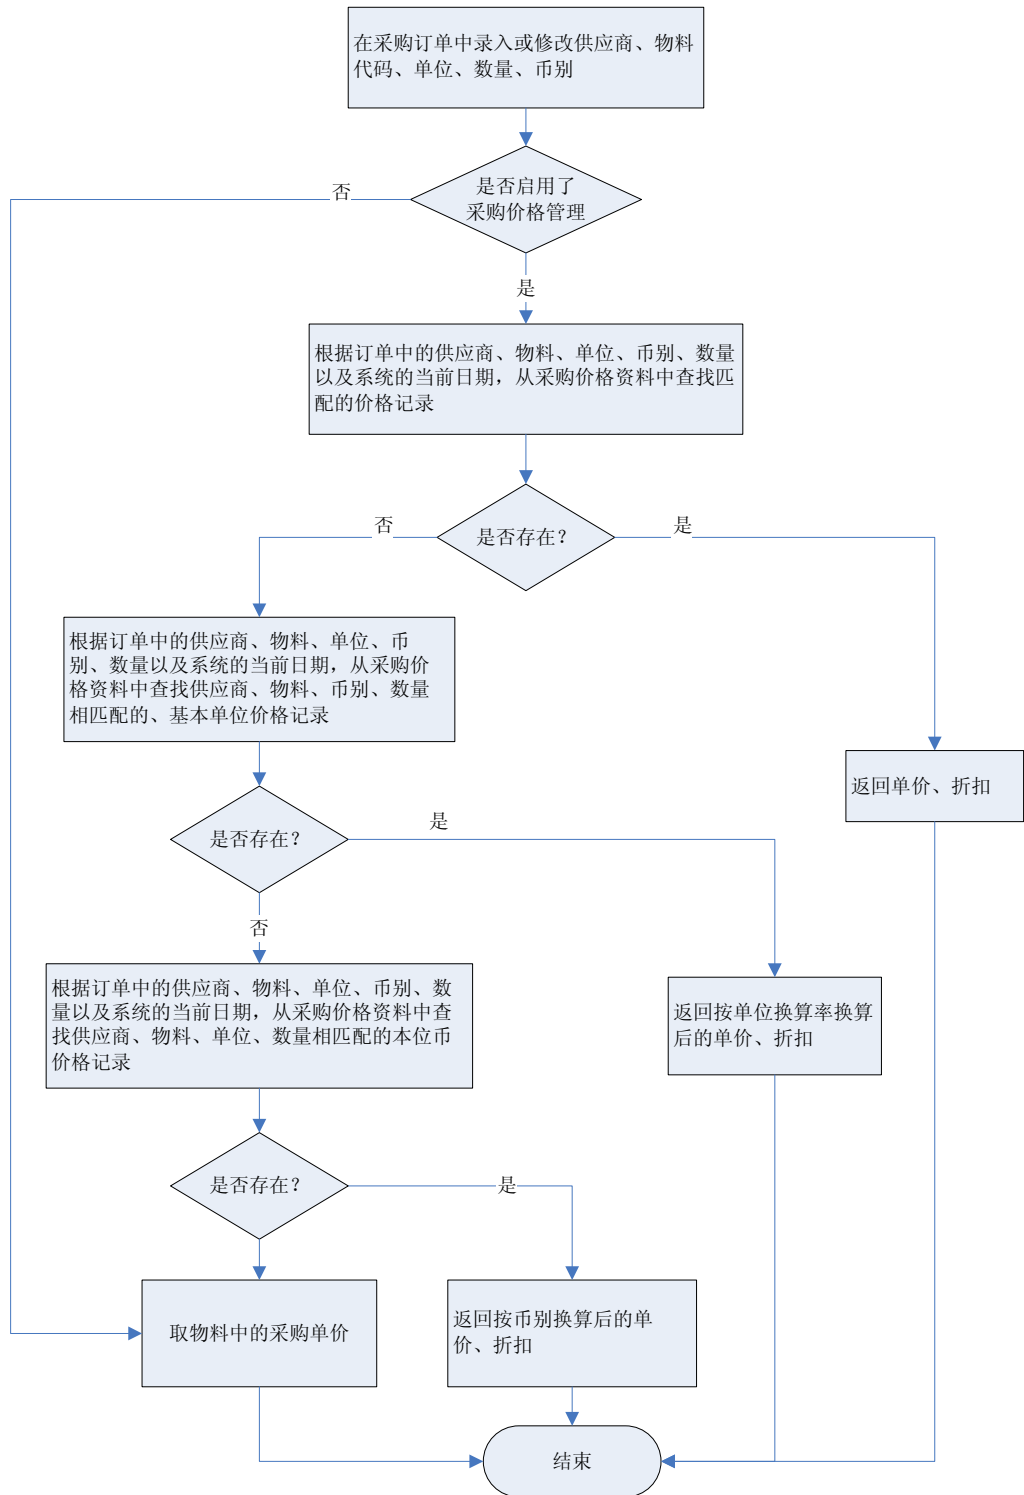 在采购订单中录入或修改供应商、物料
代码、单位、数量、币别
是否启用了
采购价格管理
否
是
根据订单中的供应商、物料、单位、币别、数量
以及系统的当前日期，从采购价格资料中查找匹
配的价格记录
是否存在？
否
是
根据订单中的供应商、物料、单位、币
别、数量以及系统的当前日期，从采购价
格资料中查找供应商、物料、币别、数量
相匹配的、基本单位价格记录
返回单价、折扣
是否存在？
是
否
根据订单中的供应商、物料、单位、币别、数
量以及系统的当前日期，从采购价格资料中查
找供应商、物料、单位、数量相匹配的本位币
价格记录
返回按单位换算率换算
后的单价、折扣
是否存在？
是
取物料中的采购单价
返回按币别换算后的单
价、折扣
结束